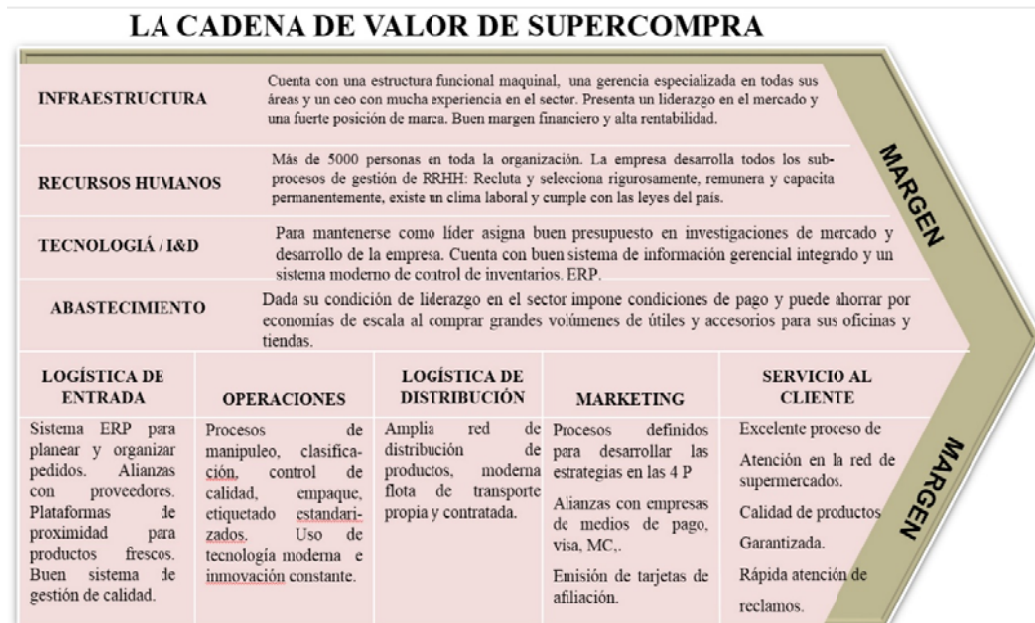 LA CADENA DE VALOR DE SUPERCOMPRA
INFRAESTRUCTURA
Cuenta con una estructura funcional maquinal, una gerencia especializada en todas sus
áreas y un ceo con mucha experiencia en el sector. Presenta un liderazgo en el mercado y
una fuerte posición de marca. Buen margen financiero y alta rentabilidad.
RECURSOS HUMANOS
Más de 5000 personas en toda la organización. La empresa desarrolla todos los sub-
procesos de gestión de RRHH: Recluta y selecciona rigurosamente, remunera y capacita
permanentemente, existe un clima laboral y cumple con las leyes del país.
TECNOLOGIÁ / I&D
Para mantenerse como líder asigna buen presupuesto en investigaciones de mercado y
desarrollo de la empresa. Cuenta con buen sistema de información gerencial integrado y un
sistema moderno de control de inventarios. ERP.
ABASTECIMIENTO
Dada su condición de liderazgo en el sector impone condiciones de pago y puede ahorrar por
economías de escala al comprar grandes volúmenes de útiles y accesorios para sus oficinas y
tiendas.
MARGEN
LOGÍSTICA DE
ENTRADA
Sistema ERP para
planear y organizar
pedidos. Alianzas
con proveedores.
Plataformas de
proximidad para
productos frescos.
Buen sistema de
gestión de calidad.
OPERACIONES
Procesos de
manipuleo, clasifica-
ción, control de
calidad, empaque,
etiquetado estandari-
zados. Uso de
tecnología moderna e
inmovación constante.
LOGÍSTICA DE
DISTRIBUCIÓN
Amplia red de
distribución de
productos, moderna
flota de transporte
propia y contratada.
MARKETING
Procesos definidos
para desarrollar las
estrategias en las 4 P
Alianzas con empresas
de medios de pago,
visa, MC,.
Emisión de tarjetas de
afiliación.
SERVICIO AL
CLIENTE
Excelente proceso de
Atención en la red de
supermercados.
Calidad de productos
Garantizada.
Rápida atención de
reclamos.
MARGEN